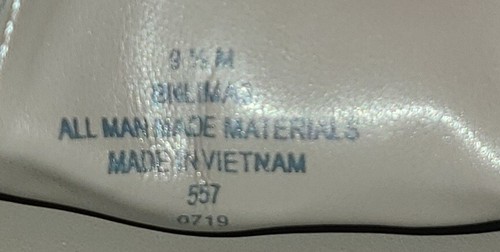 9 ½ M
ALL MAN MADE MATERIALS
MADE IN VIETNAM
557
0719